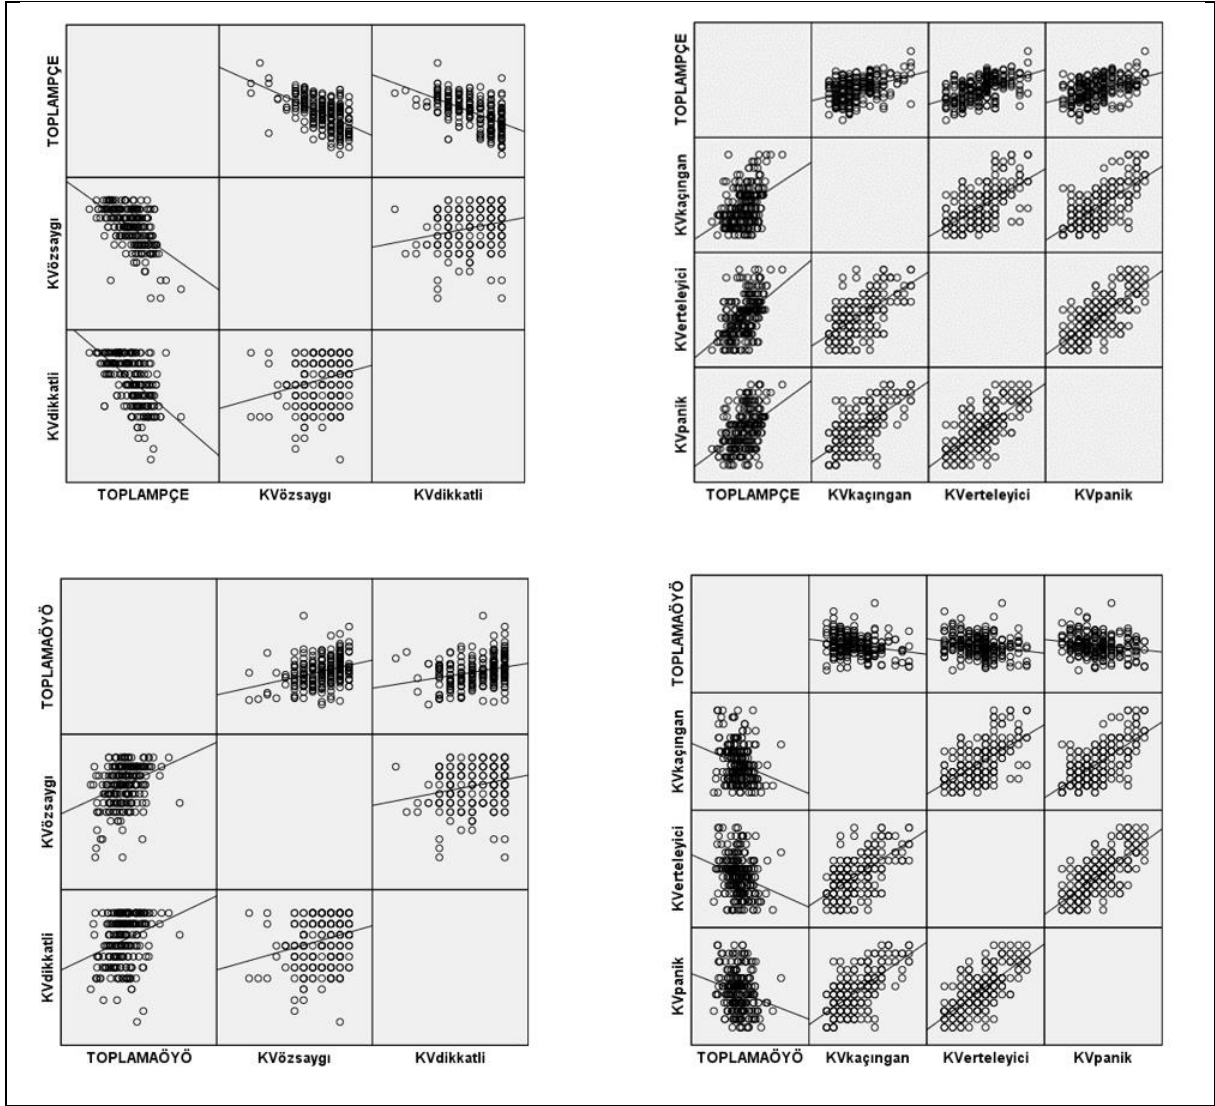 TOPLAMPÇE
KVözsaygı
KVdikkatli
TOPLAMPÇE KVözsaygı KVdikkatli
TOPLAMPÇE
KVkaçıngan
KVerteleyici
KVpanik
TOPLAMPÇE KVkaçıngan KVerteleyici KVpanik
TOPLAMAÖYÖ
KVözsaygı
KVdikkatli
TOPLAMAÖYÖ KVözsaygı KVdikkatli
TOPLAMAÖYÖ
KVkaçıngan
KVerteleyici
KVpanik
TOPLAMAÖYÖ KVkaçıngan KVerteleyici KVpanik